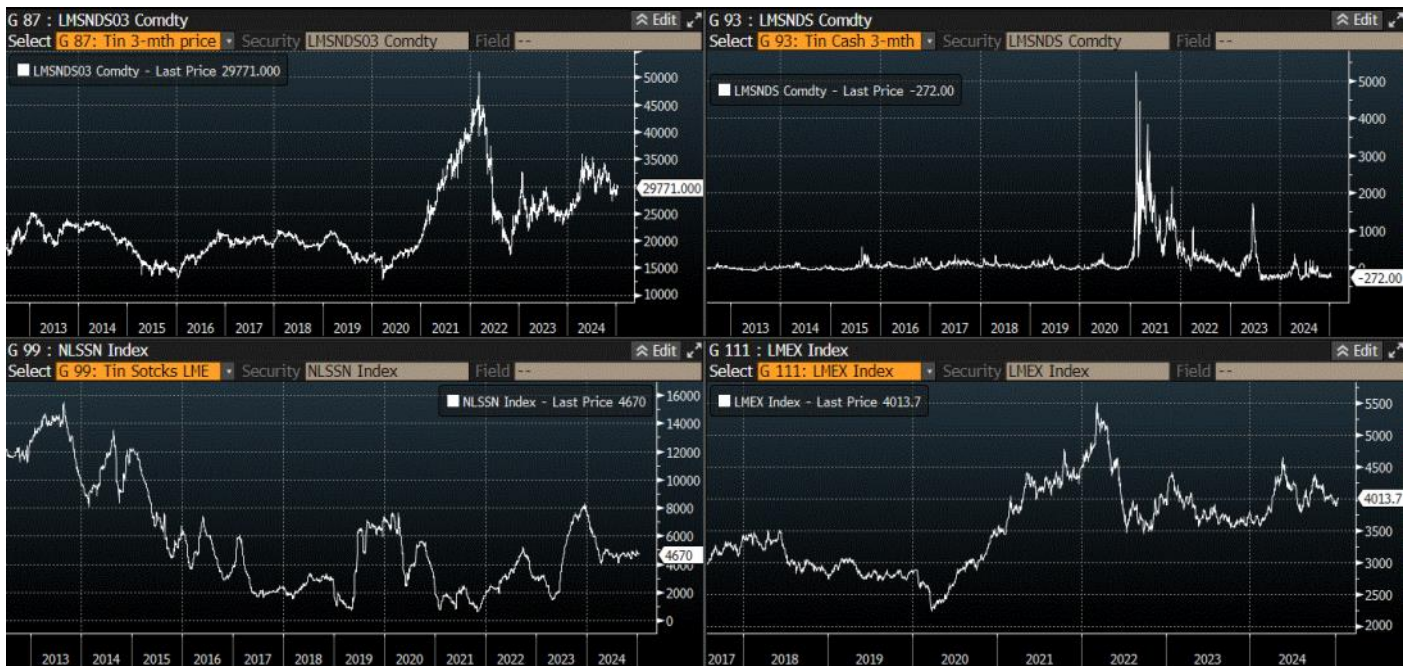 G 87 : LMSNDS03 Comdty
Edit
Select G 87: Tin 3-mth price Security LMSNDS03 Comdty Field --
LMSNDS03 Comdty - Last Price 29771.000
50000
45000
40000
35000
29771.000
25000
20000
15000
10000
2013 2014 2015 2016 2017 2018 2019 2020 2021 2022 2023 2024
G 93 : LMSNDS Comdty
Edit
Select G 93: Tin Cash 3-mth Security LMSNDS Comdty Field --
LMSNDS Comdty - Last Price -272.00
5000
4000
3000
2000
1000
0
-272.00
2013 2014 2015 2016 2017 2018 2019 2020 2021 2022 2023 2024
G 99 : NLSSN Index
Edit
Select G 99: Tin Sotcks LME Security NLSSN Index Field --
NLSSN Index - Last Price 4670
16000
14000
12000
10000
8000
6000
4670
4000
2000
0
2013 2014 2015 2016 2017 2018 2019 2020 2021 2022 2023 2024
G 111 : LMEX Index
Edit
Select G 111: LMEX Index Security LMEX Index Field --
LMEX Index - Last Price 4013.7
5500
5000
4500
4013.7
3500
3000
2500
2000
2017 2018 2019 2020 2021 2022 2023 2024